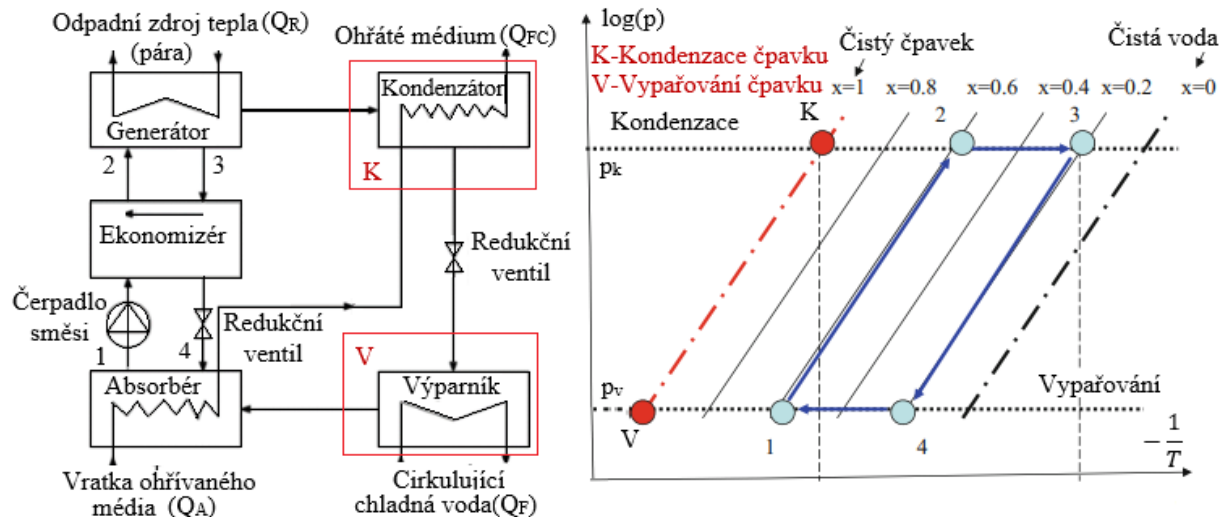 Odpadní zdroj tepla(QR)
(pára)
Ohřáté médium (QFC)
Kondenzátor
Generátor
K
2
3
Ekonomizér
Redukční
ventil
Čerpadlo
směsi
Redukční
ventil
1
4
V
Absorbér
Výparník
Vratka ohřívaného
média (QA)
Cirkulující
chladná voda(QF)
log(p)
K-Kondenzace čpavku
V-Vypařování čpavku
Čistý čpavek
Čistá voda
x=1
x=0.8
x=0.6
x=0.4
x=0.2
x=0
Kondenzace
K
2
3
pk
pv
Vypařování
V
1
4
-1/T